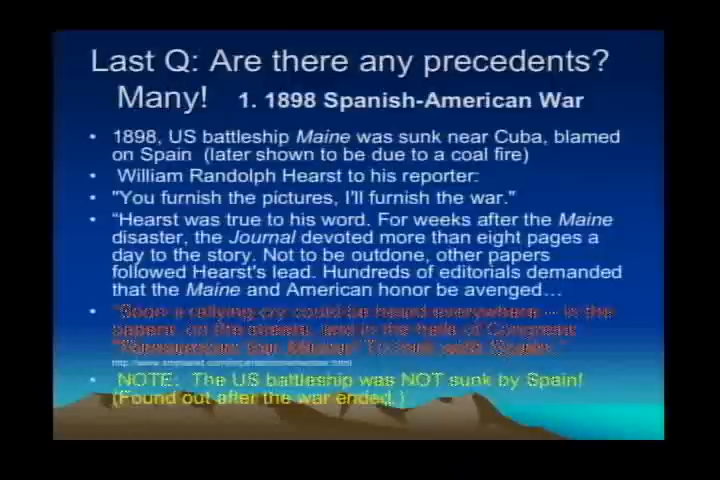 Last Q: Are there any precedents?
Many! 1. 1898 Spanish-American War
• 1898, US battleship Maine was sunk near Cuba, blamed
on Spain (later shown to be due to a coal fire)
• William Randolph Hearst to his reporter:
• "You furnish the pictures, I'll furnish the war."
• "Hearst was true to his word. For weeks after the Maine
disaster, the Journal devoted more than eight pages a
day to the story. Not to be outdone, other papers
followed Hearst's lead. Hundreds of editorials demanded
that the Maine and American honor be avenged…
• "Soon a rallying cry could be heard everywhere -- in the
papers, on the streets, and in the halls of Congress:
"Remember the Maine! To hell with Spain."
• NOTE: The US battleship was NOT sunk by Spain!
(Found out after the war ended.)